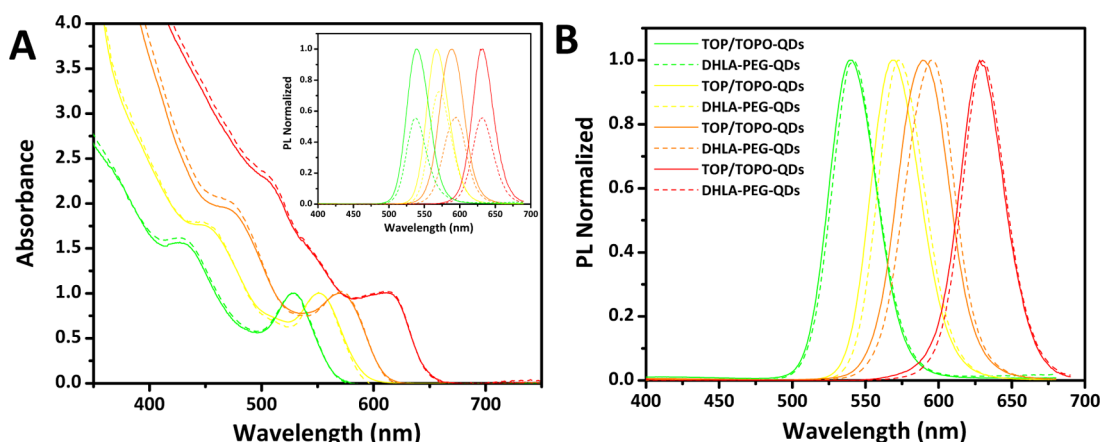 A
Absorbance
4.0
3.5
3.0
2.5
2.0
1.5
1.0
0.5
0.0
400
500
600
700
Wavelength (nm)
PL Normalized
1.0
0.8
0.6
0.4
0.2
0.0
400 450 500 550 600 650 700
Wavelength (nm)
B
PL Normalized
1.0
0.8
0.6
0.4
0.2
0.0
TOP/TOPO-QDs
DHLA-PEG-QDs
TOP/TOPO-QDs
DHLA-PEG-QDs
TOP/TOPO-QDs
DHLA-PEG-QDs
TOP/TOPO-QDs
DHLA-PEG-QDs
400 450 500 550 600 650 700
Wavelength (nm)